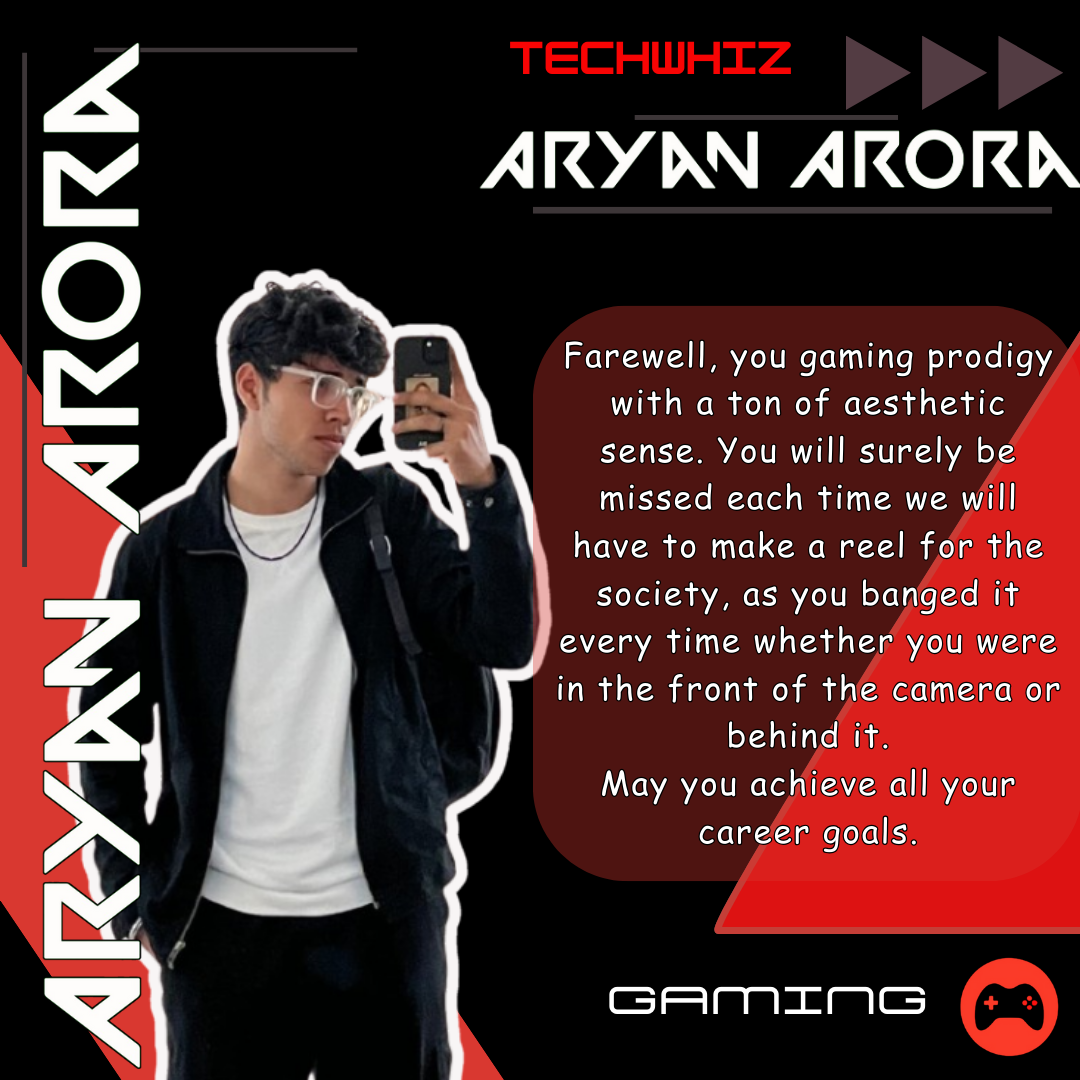 TECHWHIZ
ARYAN ARORA
ARYAN ARORA
Farewell, you gaming prodigy
with a ton of aesthetic
sense. You will surely be
missed each time we will
have to make a reel for the
society, as you banged it
every time whether you were
in the front of the camera or
behind it.
May you achieve all your
career goals.
GAMING